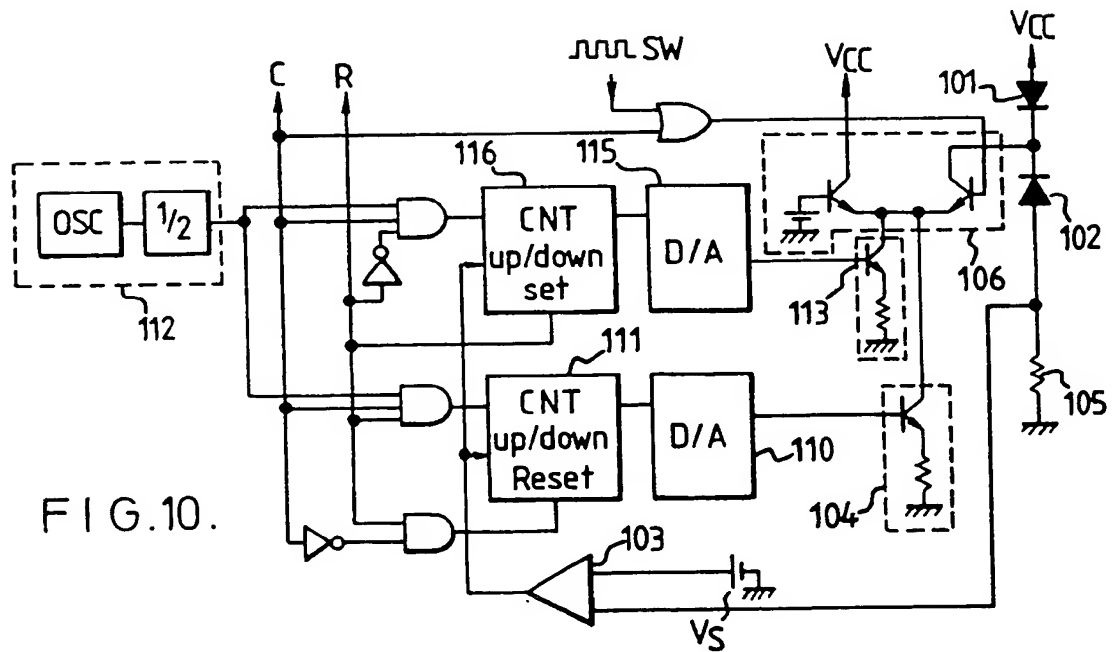 SW
VCC
VCC
C
R
101
116
115
OSC
1/2
CNT
up/down
set
D/A
102
106
112
113
111
CNT
up/down
Reset
D/A
105
110
104
FIG.10.
103
VS